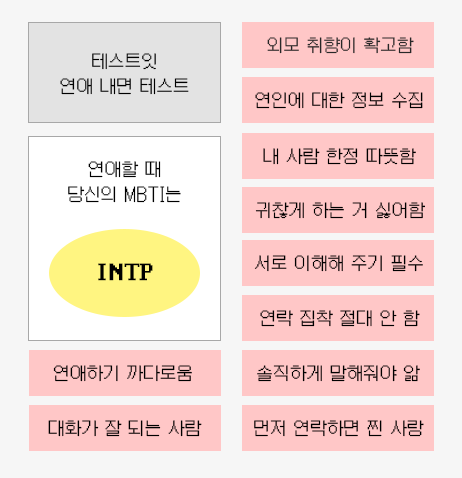 테스트잇
연애 내면 테스트
연애할 때
당신의 MBTI는
INTP
연애하기 까다로움
대화가 잘 되는 사람
외모 취향이 확고함
연인에 대한 정보 수집
내 사람 한정 따뜻함
귀찮게 하는 거 싫어함
서로 이해해 주기 필수
연락 집착 절대 안 함
솔직하게 말해줘야 앎
먼저 연락하면 찐 사랑